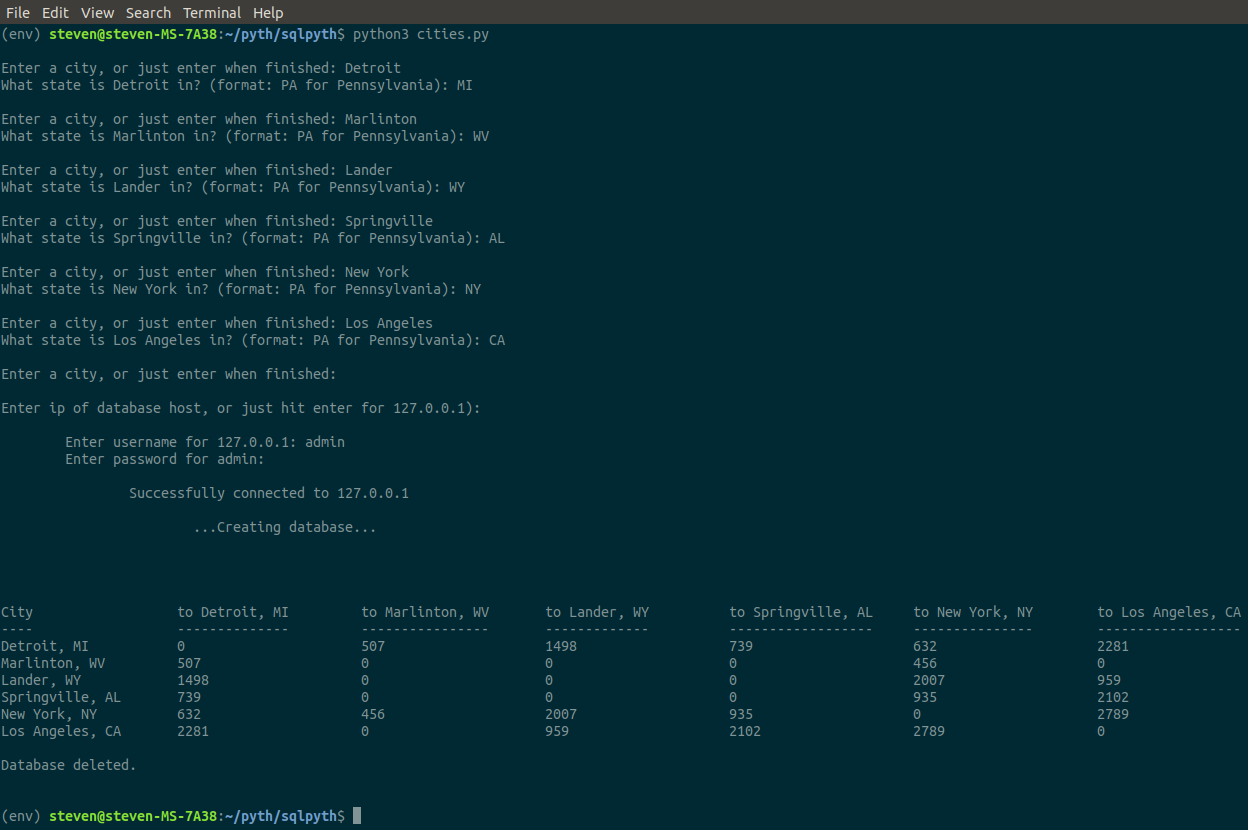 File Edit View Search Terminal Help
(env) steven@steven-MS-7A38:~/pyth/sqlpyth$ python3 cities.py
Enter a city, or just enter when finished: Detroit
What state is Detroit in? (format: PA for Pennsylvania): MI
Enter a city, or just enter when finished: Marlinton
What state is Marlinton in? (format: PA for Pennsylvania): WV
Enter a city, or just enter when finished: Lander
What state is Lander in? (format: PA for Pennsylvania): WY
Enter a city, or just enter when finished: Springville
What state is Springville in? (format: PA for Pennsylvania): AL
Enter a city, or just enter when finished: New York
What state is New York in? (format: PA for Pennsylvania): NY
Enter a city, or just enter when finished: Los Angeles
What state is Los Angeles in? (format: PA for Pennsylvania): CA
Enter a city, or just enter when finished:
Enter ip of database host, or just hit enter for 127.0.0.1):
Enter username for 127.0.0.1: admin
Enter password for admin:
Successfully connected to 127.0.0.1
...Creating database...
City to Detroit, MI to Marlinton, WV to Lander, WY to Springville, AL to New York, NY to Los Angeles, CA
---- -------------- ---------------- ------------- ------------------ --------------- ------------------
Detroit, MI 0 507 1498 739 632 2281
Marlinton, WV 507 0 0 0 456 0
Lander, WY 1498 0 0 0 2007 959
Springville, AL 739 0 0 0 935 2102
New York, NY 632 456 2007 935 0 2789
Los Angeles, CA 2281 0 959 2102 2789 0
Database deleted.
(env) steven@steven-MS-7A38:~/pyth/sqlpyth$